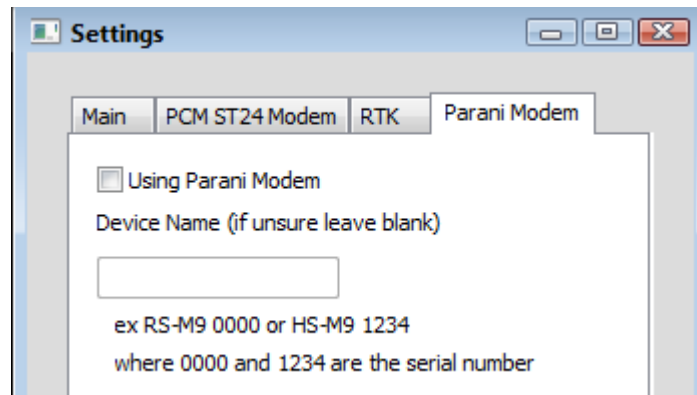 Settings
Main PCM ST24 Modem RTK Parani Modem
Using Parani Modem
Device Name (if unsure leave blank)
ex RS-M9 0000 or HS-M9 1234
where 0000 and 1234 are the serial number